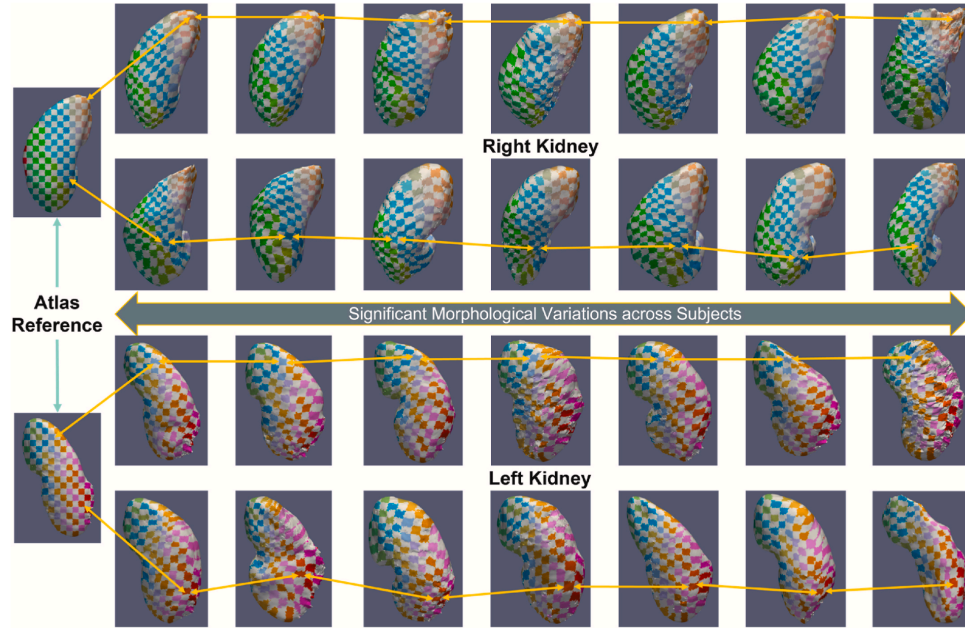 Right Kidney
Atlas
Reference
Significant Morphological Variations across Subjects
Left Kidney